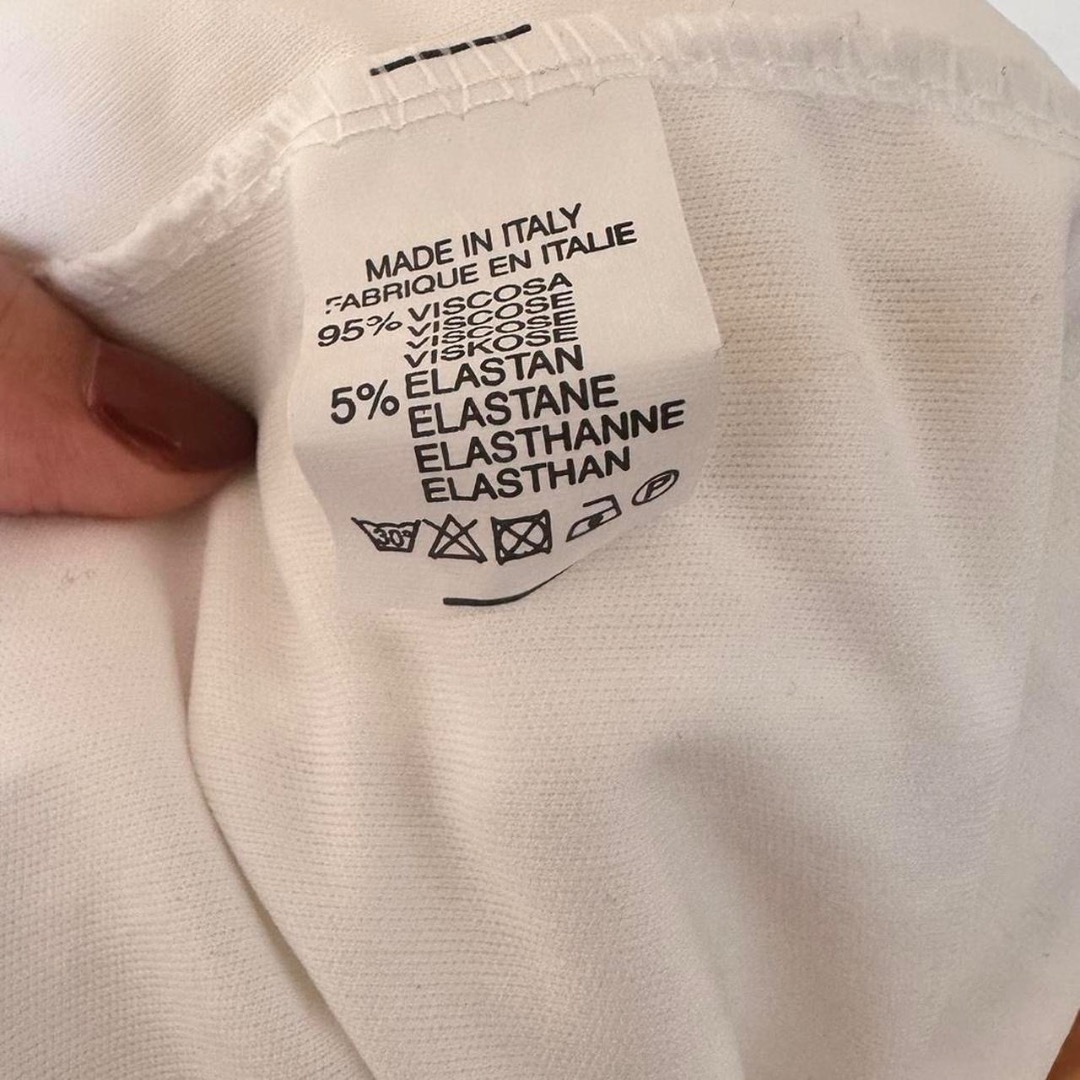 MADE IN ITALY
FABRIQUE EN ITALIE
95% VISCOSA
VISCOSE
VISCOSE
VISKOSE
5% ELASTAN
ELASTANE
ELASTHANNE
ELASTHAN
30° P